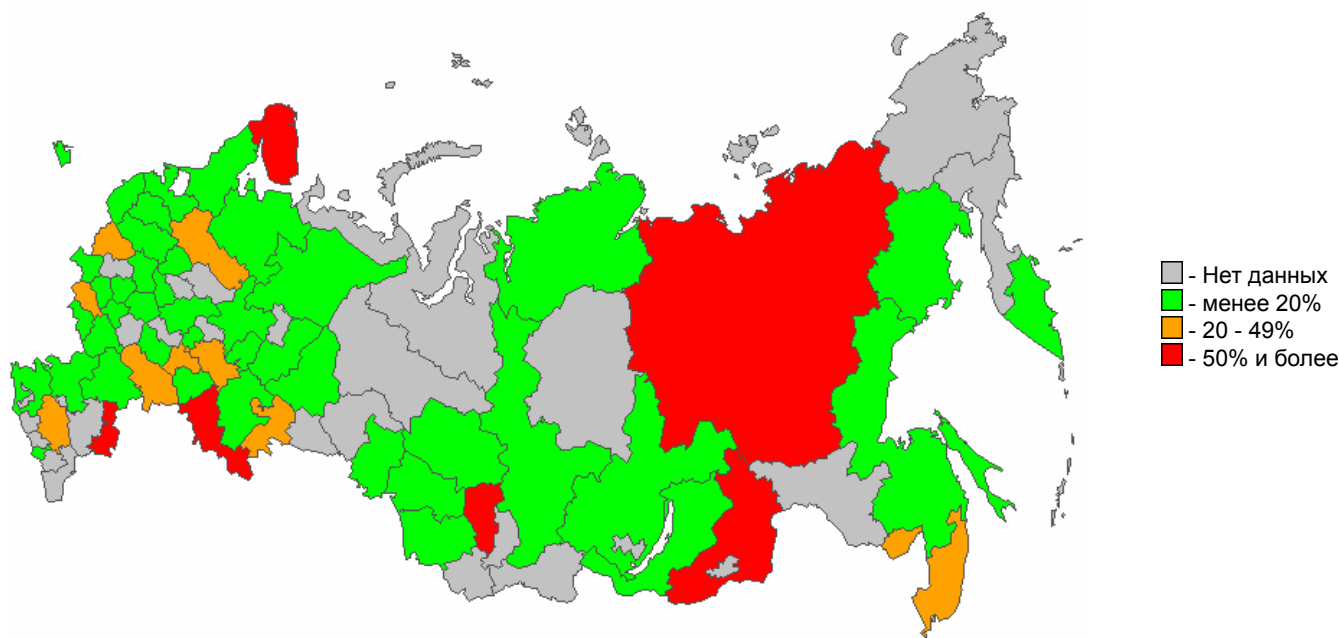 - Нет данных
- менее 20%
- 20 - 49%
- 50% и более